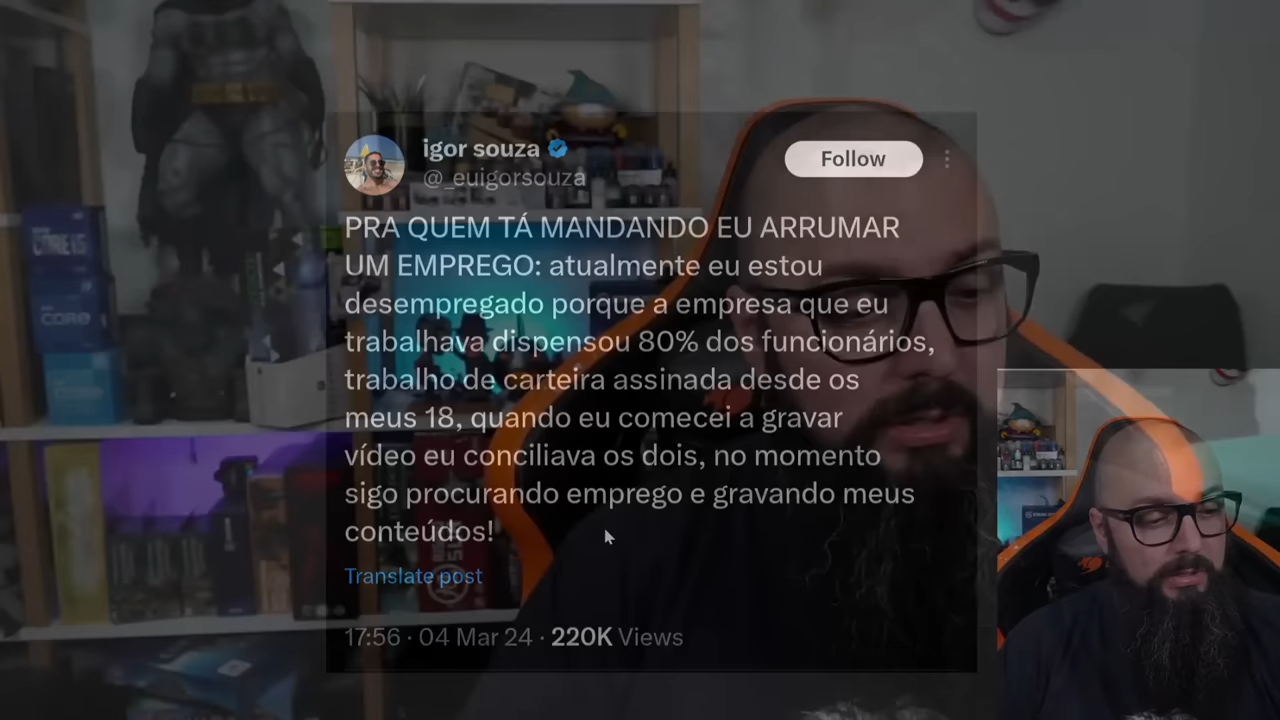 igor souza
@_euigorsouza
Follow
PRA QUEM TÁ MANDANDO EU ARRUMAR
UM EMPREGO: atualmente eu estou
desempregado porque a empresa que eu
trabalhava dispensou 80% dos funcionários,
trabalho de carteira assinada desde os
meus 18, quando eu comecei a gravar
vídeo eu conciliava os dois, no momento
sigo procurando emprego e gravando meus
conteúdos!
Translate post
17:56 · 04 Mar 24 · 220K Views
CORE i5
CORE